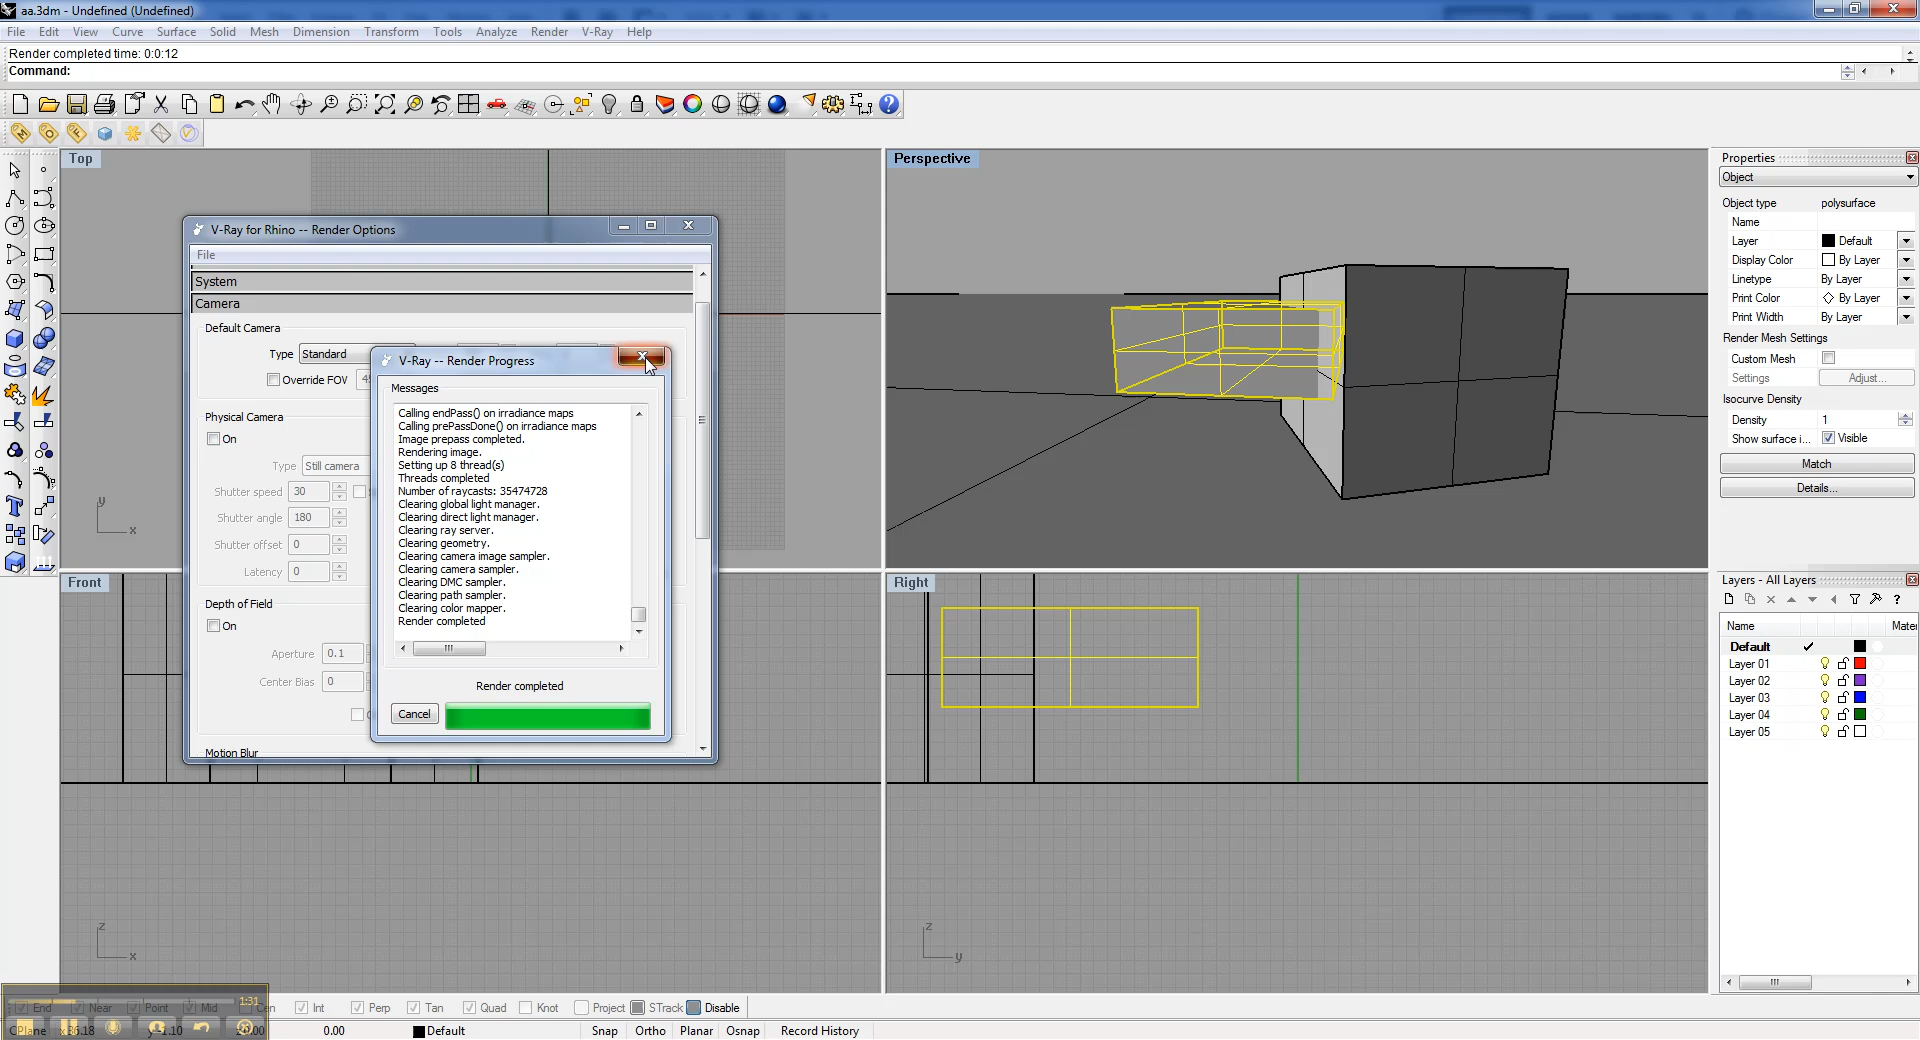 aa.3dm - Undefined (Undefined)
File Edit View Curve Surface Solid Mesh Dimension Transform Tools Analyze Render V-Ray Help
Render completed time: 0:0:12
Command:
Top
Perspective
Front
Right
y
x
z
x
z
y
V-Ray for Rhino -- Render Options
File
System
Camera
Default Camera
Type Standard
Override FOV
Physical Camera
On
Type Still camera
Shutter speed 30
Shutter angle 180
Shutter offset 0
Latency 0
Depth of Field
On
Aperture 0.1
Center Bias 0
Motion Blur
V-Ray -- Render Progress
Messages
Calling endPass() on irradiance maps
Calling prePassDone() on irradiance maps
Image prepass completed.
Rendering image.
Setting up 8 thread(s)
Threads completed
Number of raycasts: 35474728
Clearing global light manager.
Clearing direct light manager.
Clearing ray server.
Clearing geometry.
Clearing camera image sampler.
Clearing camera sampler.
Clearing DMC sampler.
Clearing path sampler.
Clearing color mapper.
Render completed
Render completed
Cancel
Properties
Object
Object type polysurface
Name
Layer Default
Display Color By Layer
Linetype By Layer
Print Color By Layer
Print Width By Layer
Render Mesh Settings
Custom Mesh
Settings Adjust...
Isocurve Density
Density 1
Show surface i... Visible
Match
Details...
Layers - All Layers
Name Mater
Default
Layer 01
Layer 02
Layer 03
Layer 04
Layer 05
End Near Point Mid Cen Int Perp Tan Quad Knot Project STrack Disable
1:31
CPlane 0.00 Default Snap Ortho Planar Osnap Record History